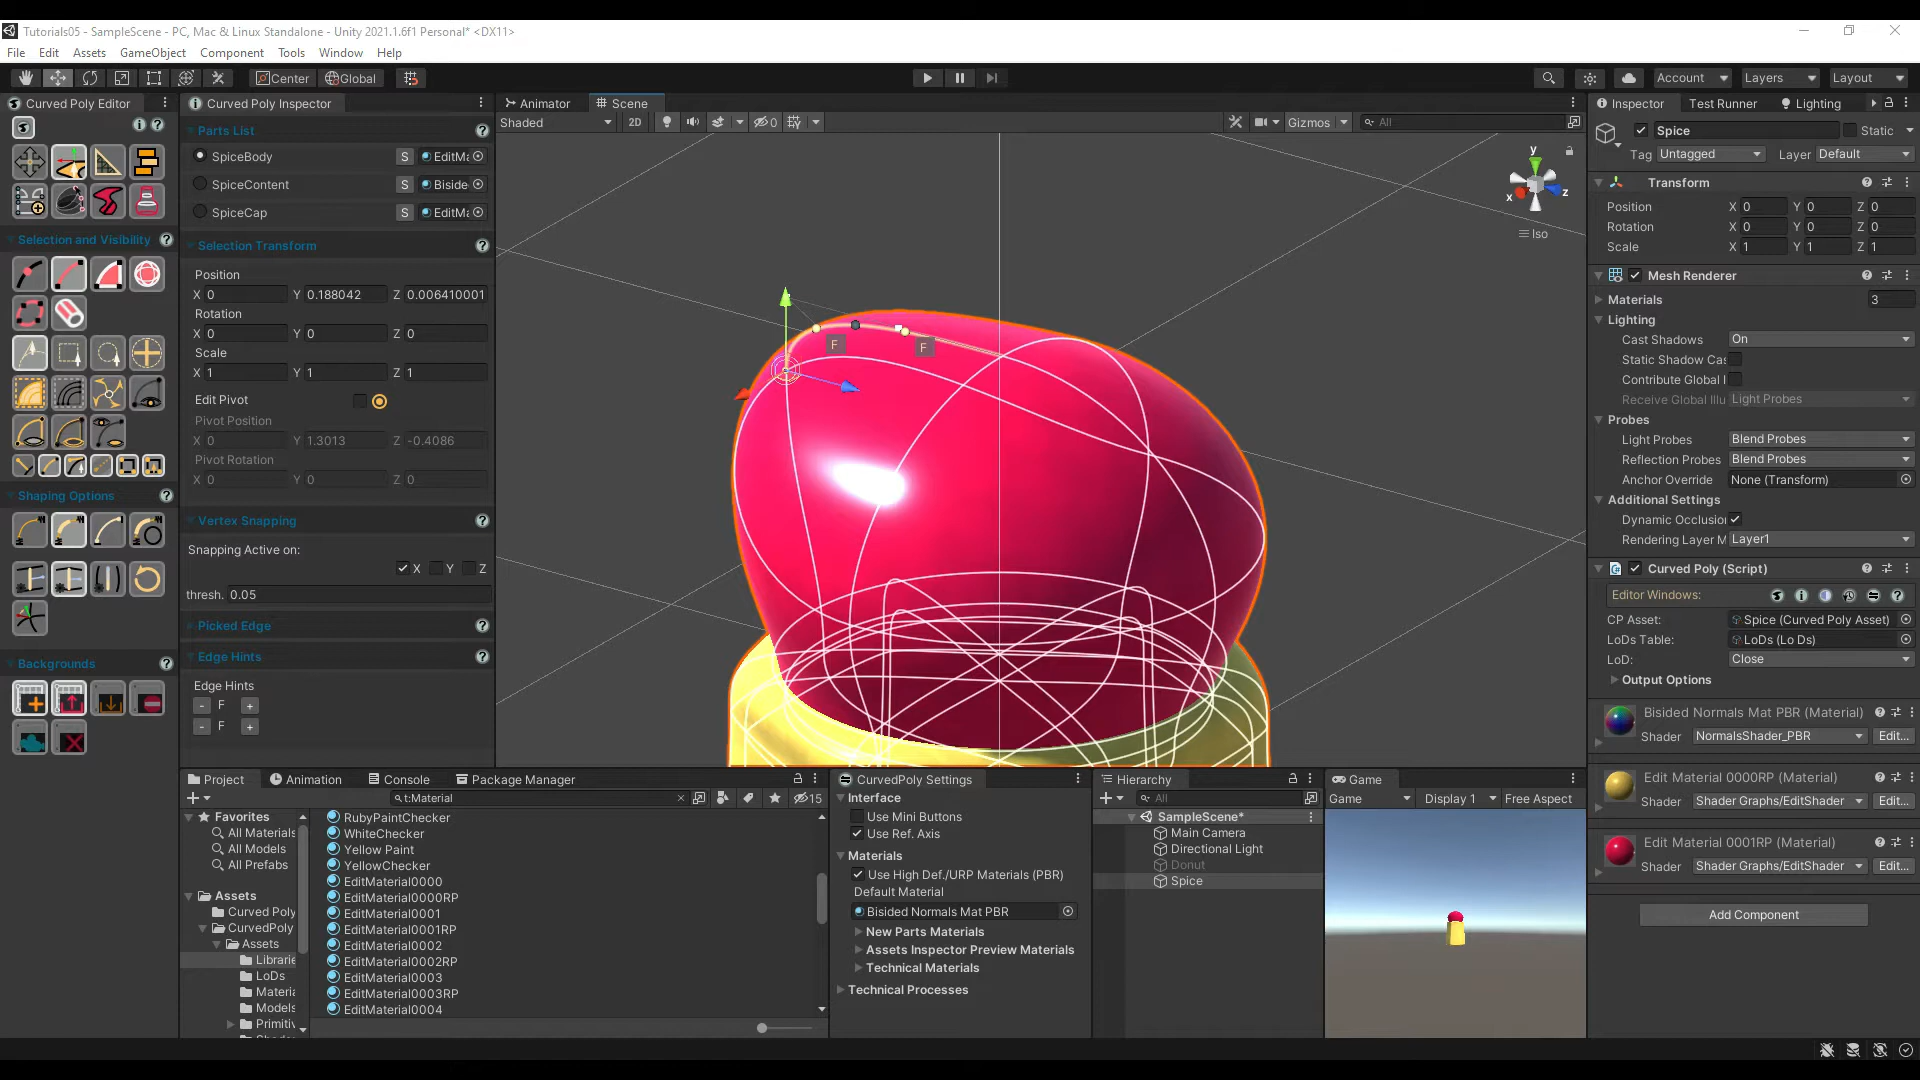 Tutorials05 - SampleScene - PC, Mac & Linux Standalone - Unity 2021.1.6f1 Personal* <DX11>
File Edit Assets GameObject Component Tools Window Help
Center Global Account Layers Layout
Curved Poly Editor
Selection and Visibility
Shaping Options
Backgrounds
Curved Poly Inspector
Parts List
SpiceBody S EditMa
SpiceContent S Biside
SpiceCap S EditMa
Selection Transform
Position
X 0 Y 0.188042 Z 0.006410001
Rotation
X 0 Y 0 Z 0
Scale
X 1 Y 1 Z 1
Edit Pivot
Pivot Position
X 0 Y 1.3013 Z -0.4086
Pivot Rotation
X 0 Y 0 Z 0
Vertex Snapping
Snapping Active on:
X Y Z
thresh. 0.05
Picked Edge
Edge Hints
Edge Hints
- F +
- F +
Animator Scene
Shaded 2D 0 Gizmos All
y
x z
Iso
F F
Inspector Test Runner Lighting
Spice Static
Tag Untagged Layer Default
Transform
Position X 0 Y 0 Z 0
Rotation X 0 Y 0 Z 0
Scale X 1 Y 1 Z 1
Mesh Renderer
Materials 3
Lighting
Cast Shadows On
Static Shadow Cas
Contribute Global I
Receive Global Illu Light Probes
Probes
Light Probes Blend Probes
Reflection Probes Blend Probes
Anchor Override None (Transform)
Additional Settings
Dynamic Occlusion
Rendering Layer M Layer1
Curved Poly (Script)
Editor Windows:
CP Asset: Spice (Curved Poly Asset)
LoDs Table: LoDs (Lo Ds)
LoD: Close
Output Options
Bisided Normals Mat PBR (Material)
Shader NormalsShader_PBR Edit...
Edit Material 0000RP (Material)
Shader Shader Graphs/EditShader Edit...
Edit Material 0001RP (Material)
Shader Shader Graphs/EditShader Edit...
Add Component
Project Animation Console Package Manager
t:Material 15
Favorites
All Materials
All Models
All Prefabs
Assets
Curved Poly
CurvedPoly
Assets
Librarie
LoDs
Materia
Models
Primitiv
RubyPaintChecker
WhiteChecker
Yellow Paint
YellowChecker
EditMaterial0000
EditMaterial0000RP
EditMaterial0001
EditMaterial0001RP
EditMaterial0002
EditMaterial0002RP
EditMaterial0003
EditMaterial0003RP
EditMaterial0004
CurvedPoly Settings
Interface
Use Mini Buttons
Use Ref. Axis
Materials
Use High Def./URP Materials (PBR)
Default Material
Bisided Normals Mat PBR
New Parts Materials
Assets Inspector Preview Materials
Technical Materials
Technical Processes
Hierarchy
All
SampleScene*
Main Camera
Directional Light
Donut
Spice
Game
Game Display 1 Free Aspect